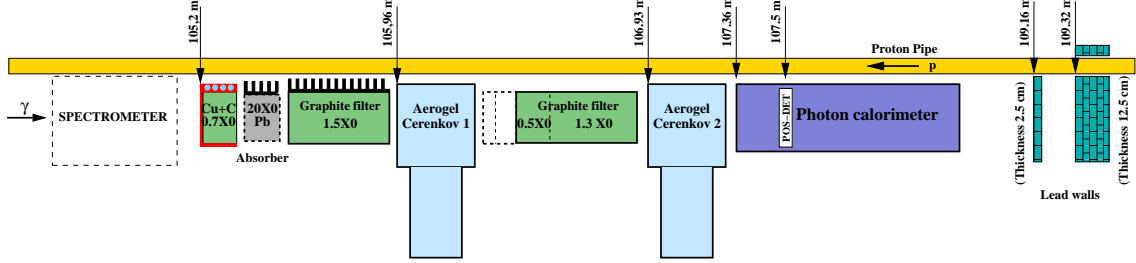 105,2 m
105,96 m
106.93 m
107.36 m
107.5 m
109.16 m
109.32 m
Proton Pipe
p
γ
SPECTROMETER
Cu+C
0.7X0
20X0
Pb
Absorber
Graphite filter
1.5X0
Aerogel
Cerenkov 1
Graphite filter
0.5X0
1.3 X0
Aerogel
Cerenkov 2
POS-DET
Photon calorimeter
(Thickness 2.5 cm)
(Thickness 12.5 cm)
Lead walls